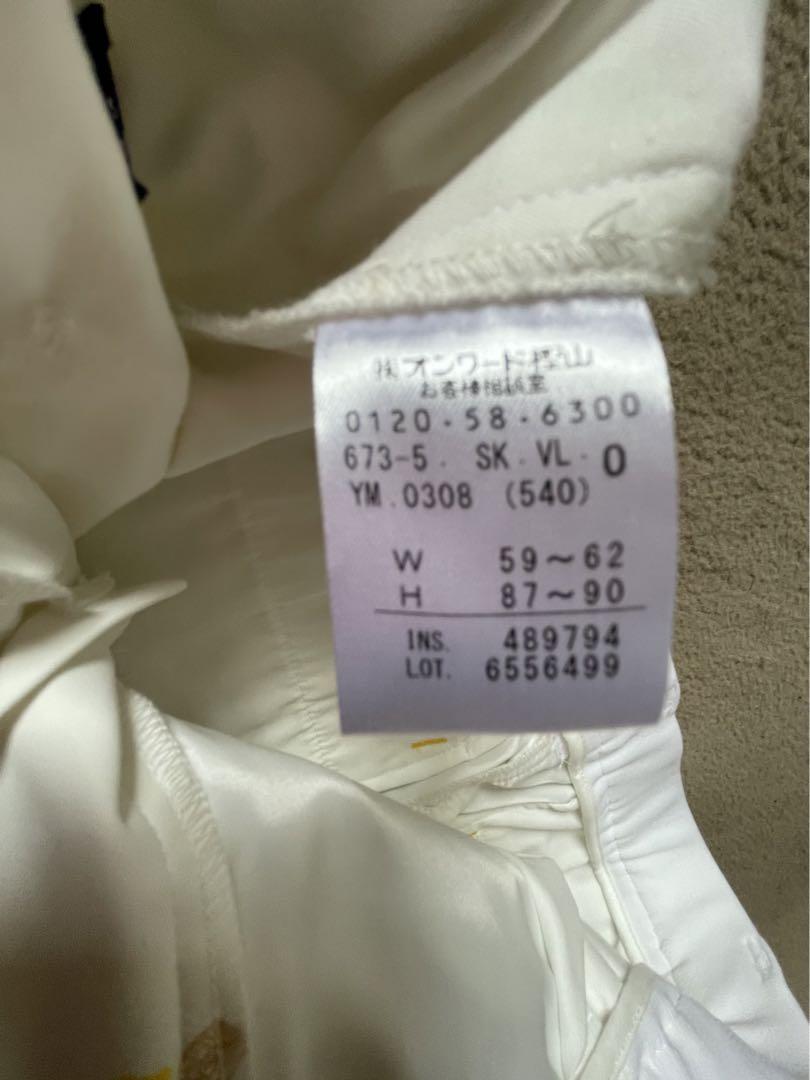 ㈱オンワード樫山
お客様相談室
0120・58・6300
673-5. SK. VL. 0
YM.0308 (540)
W 59～62
H 87～90
INS. 489794
LOT. 6556499